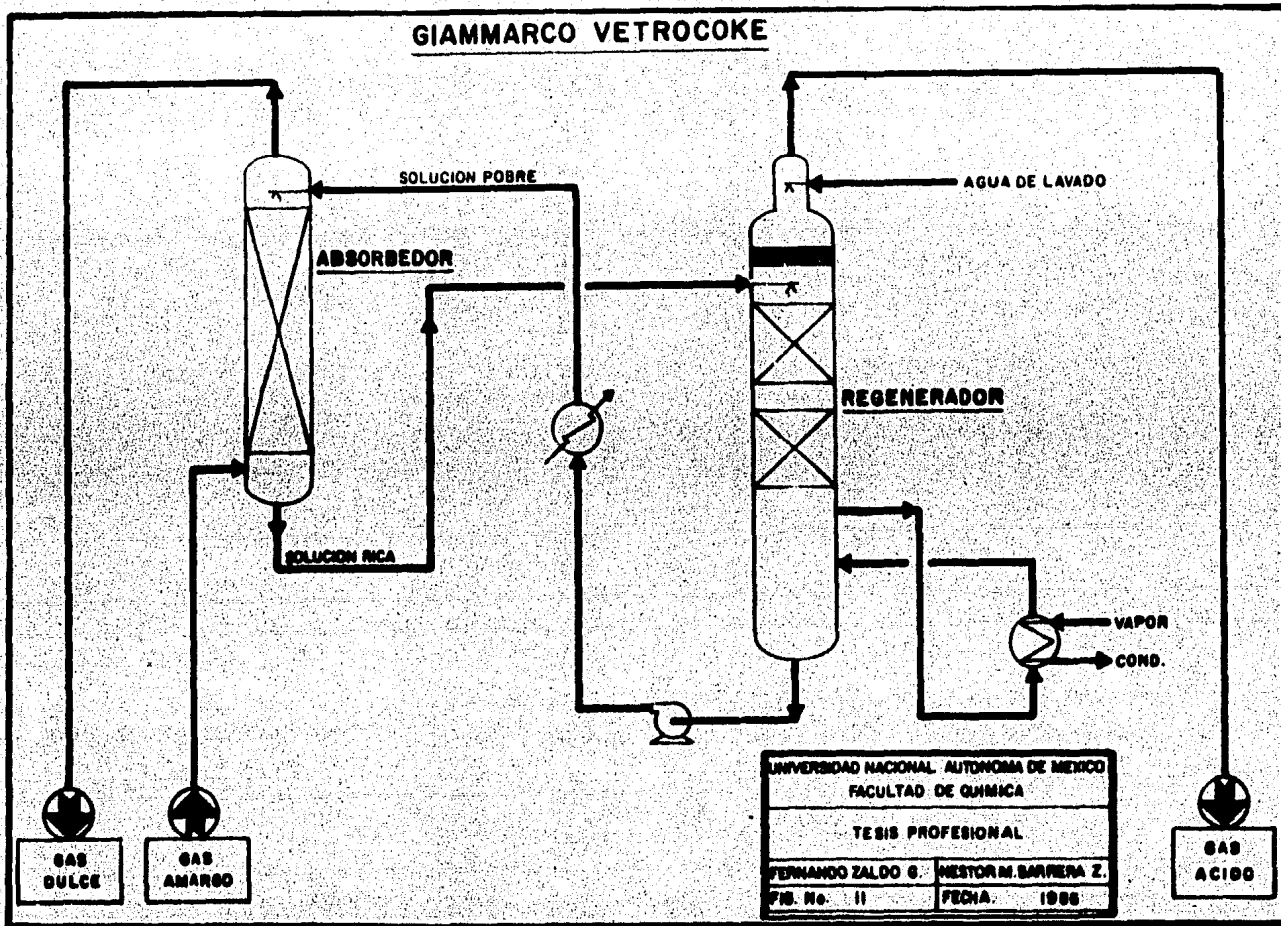 GIAMMARCO VETROCOKE
SOLUCION POBRE
AGUA DE LAVADO
ABSORBEDOR
REGENERADOR
SOLUCION RICA
VAPOR
COND.
GAS
DULCE
GAS
AMARGO
GAS
ACIDO
UNIVERSIDAD NACIONAL AUTONOMA DE MEXICO
FACULTAD DE QUIMICA
TESIS PROFESIONAL
FERNANDO ZALDO G. NESTOR M. BARRERA Z.
FIG. No. 11 FECHA. 1986